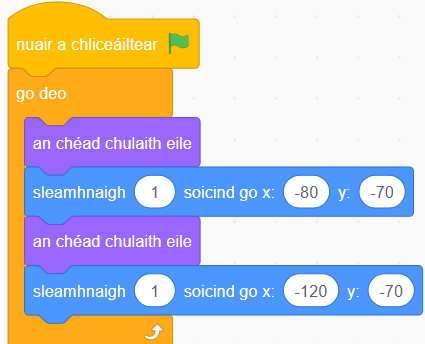 nuair a chliceáiltear
go deo
an chéad chulaith eile
sleamhnaigh 1 soicind go x: -80 y: -70
an chéad chulaith eile
sleamhnaigh 1 soicind go x: -120 y: -70